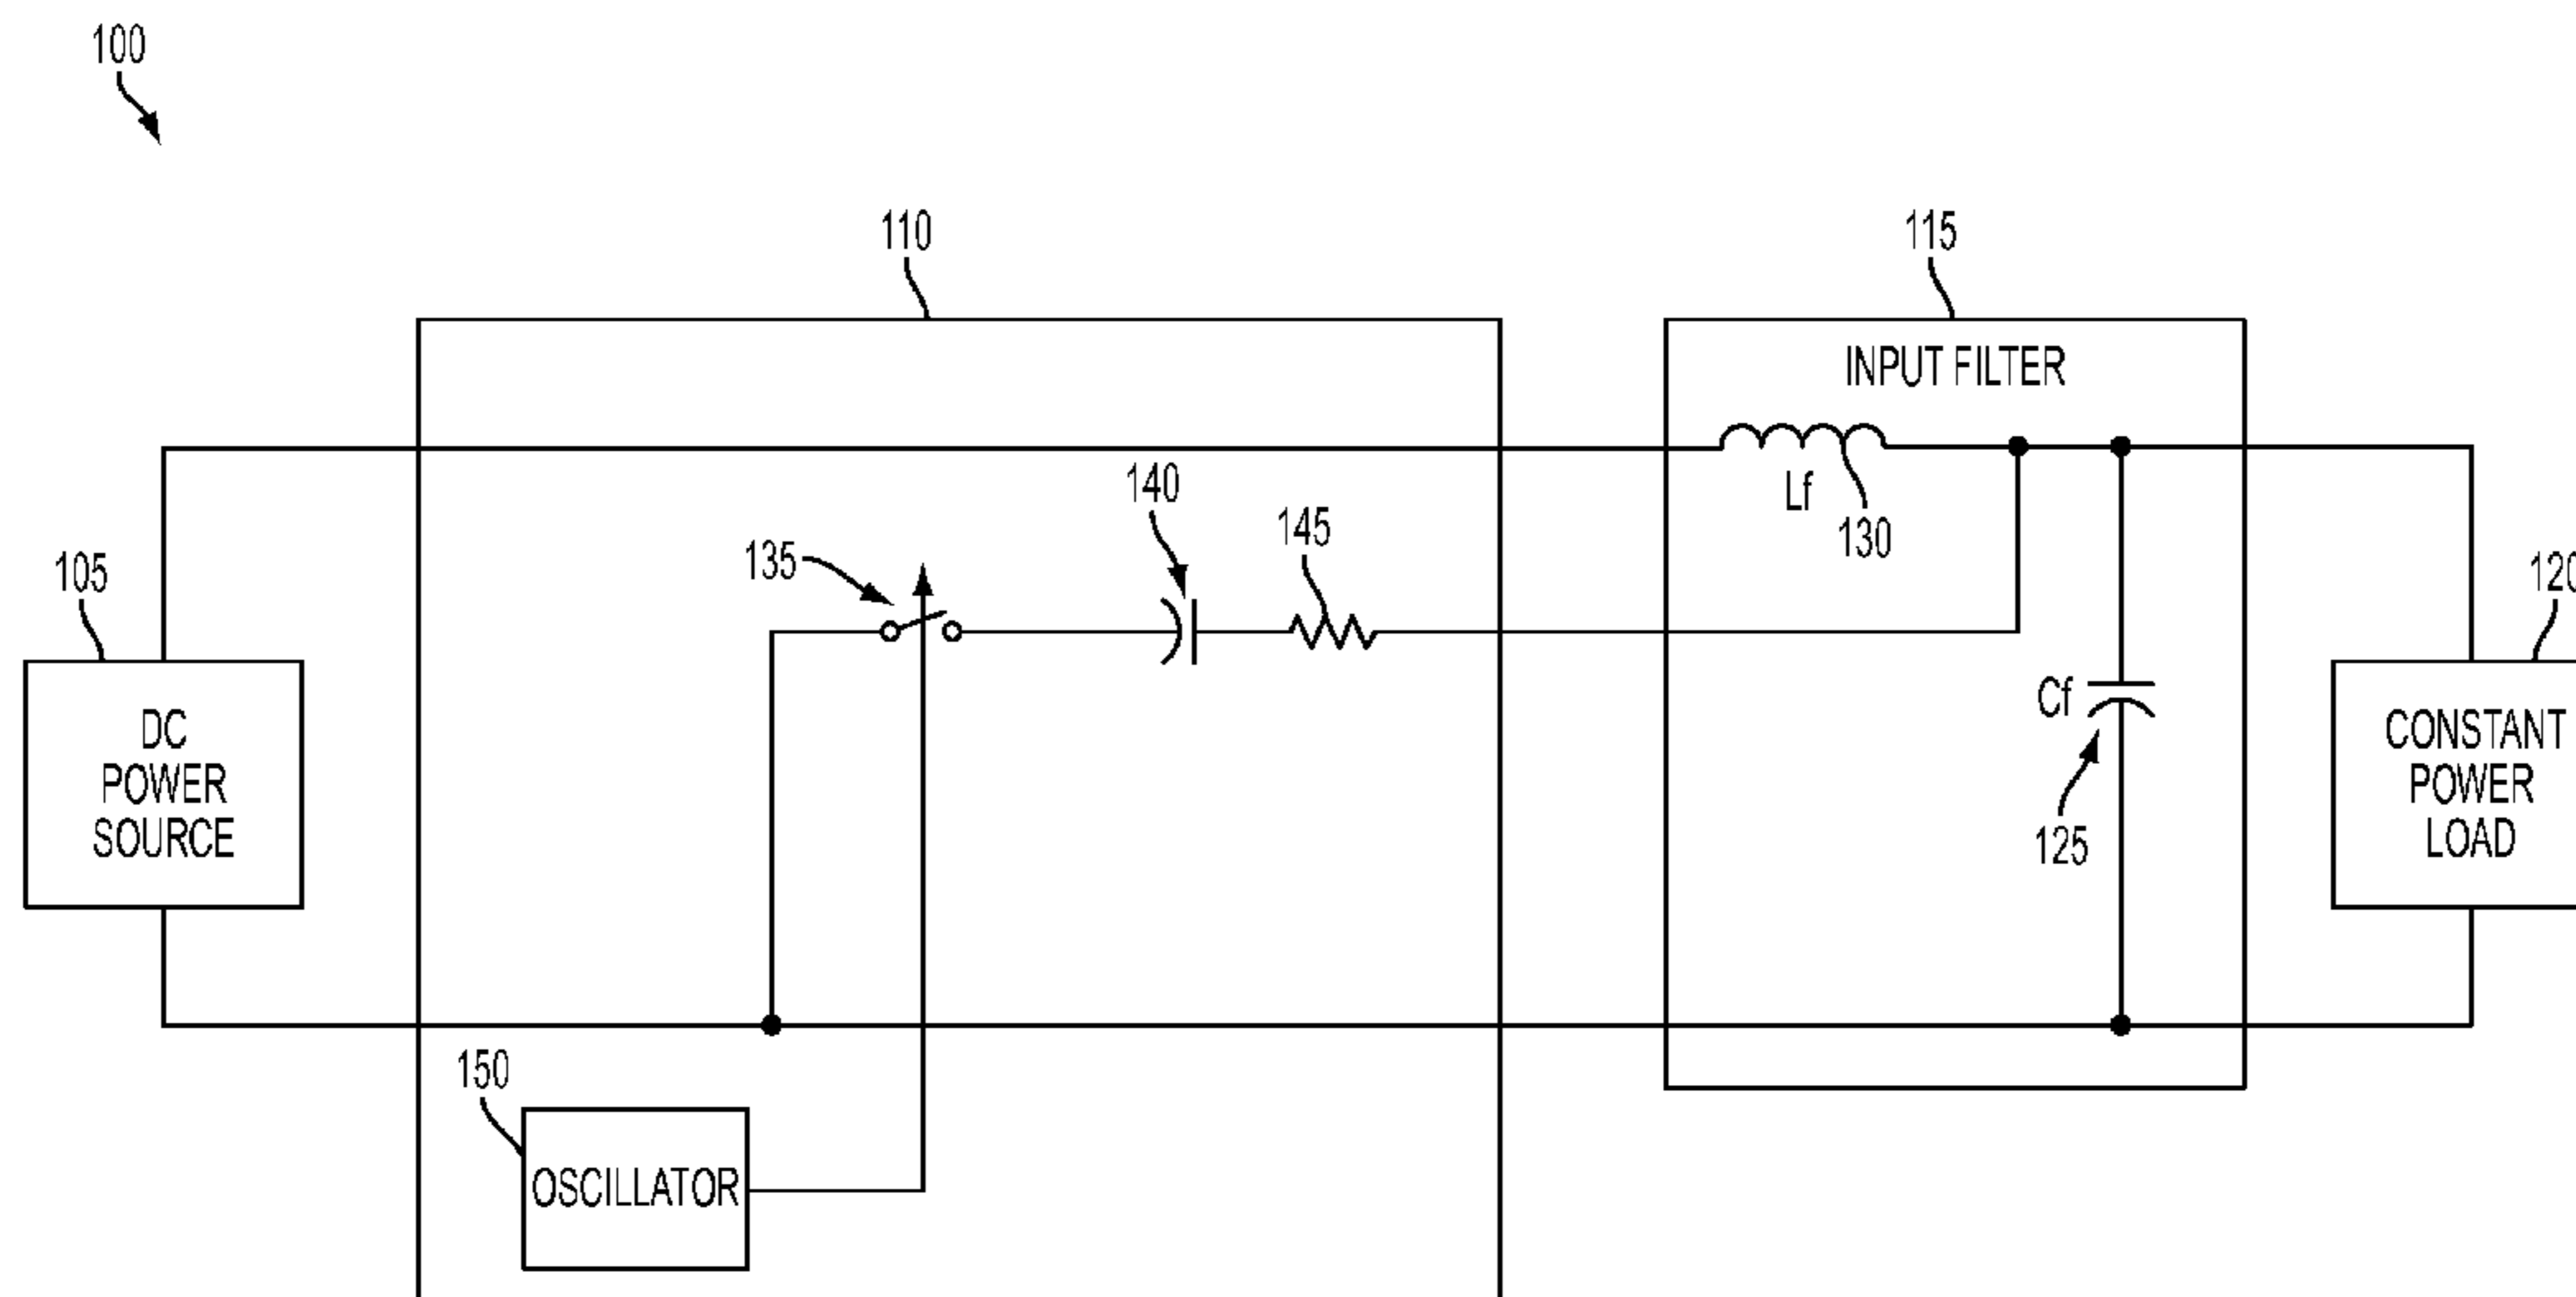 100
110
115
INPUT FILTER
140
Lf
145
130
135
105
DC
POWER
SOURCE
Cf
125
CONSTANT
POWER
LOAD
150
OSCILLATOR